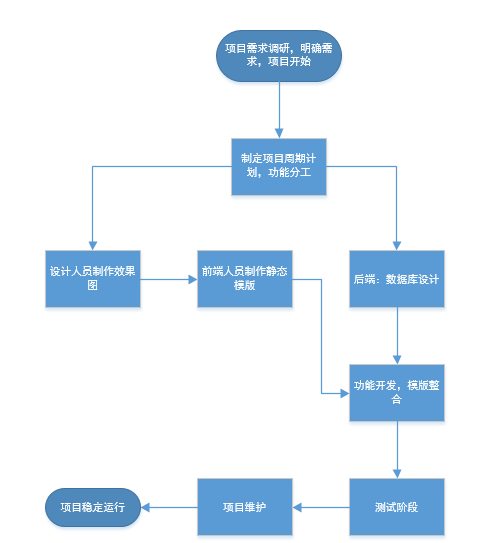 项目需求调研，明确需
求，项目开始
制定项目周期计
划，功能分工
设计人员制作效果
图
前端人员制作静态
模版
后端：数据库设计
功能开发，模版整
合
项目稳定运行
项目维护
测试阶段